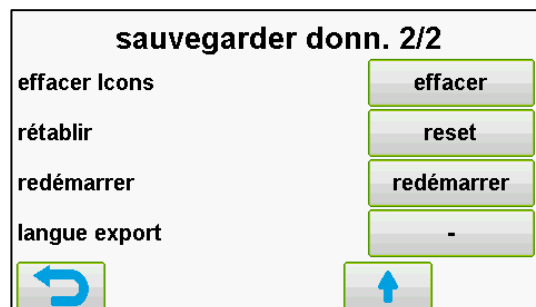 sauvegarder donn. 2/2
effacer Icons effacer
rétablir reset
redémarrer redémarrer
langue export -